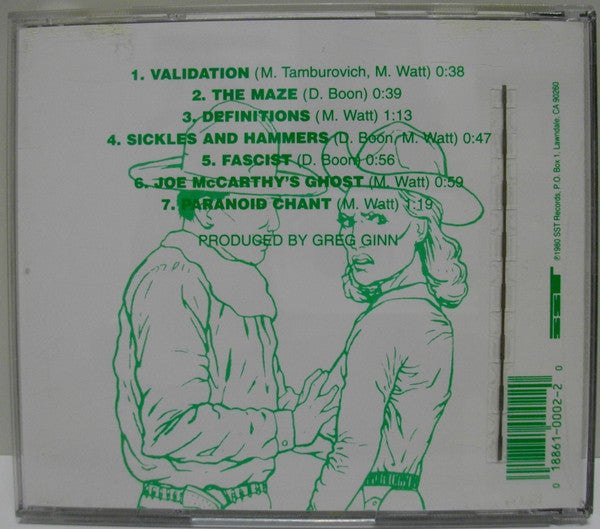 1. VALIDATION (M. Tamburovich, M. Watt) 0:38
2. THE MAZE (D. Boon) 0:39
3. DEFINITIONS (M. Watt) 1:13
4. SICKLES AND HAMMERS (D. Boon, M. Watt) 0:47
5. FASCIST (D. Boon) 0:56
6. JOE McCARTHY'S GHOST (M. Watt) 0:59
7. PARANOID CHANT (M. Watt) 1:19
PRODUCED BY GREG GINN
℗1980 SST Records, P.O. Box 1, Lawndale, CA 90260
SST
0 18861-0002-2 0